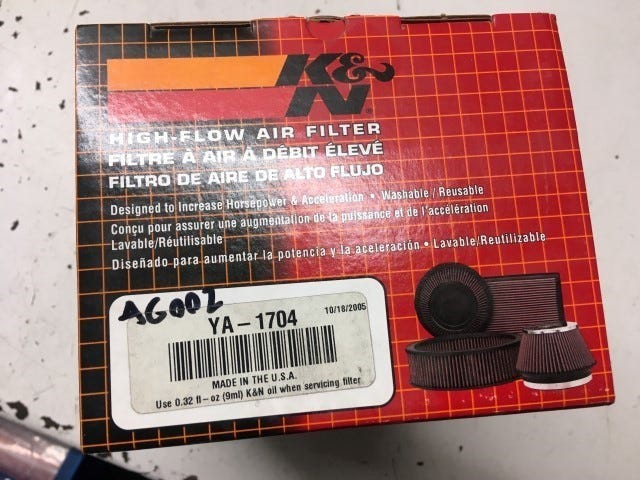 K&N
HIGH-FLOW AIR FILTER
FILTRE À AIR À DÉBIT ÉLEVÉ
FILTRO DE AIRE DE ALTO FLUJO
Designed to Increase Horsepower & Acceleration • Washable / Reusable
Conçu pour assurer une augmentation de la puissance et de l'accélération
Lavable/Réutilisable
Diseñado para aumentar la potencia y la aceleración • Lavable/Reutilizable
AG002
10/18/2005
YA-1704
MADE IN THE U.S.A.
Use 0.32 fl-oz (9ml) K&N oil when servicing filter